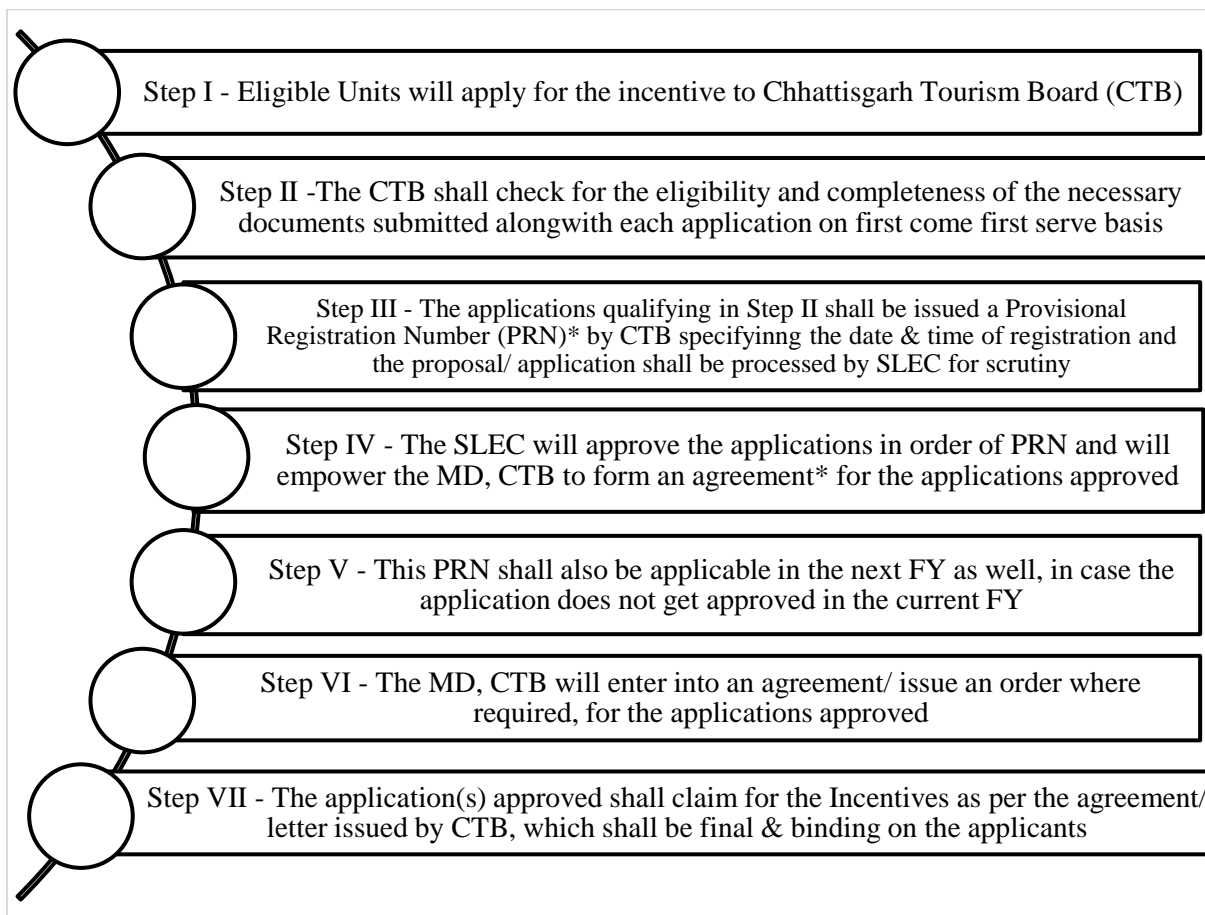 Step I - Eligible Units will apply for the incentive to Chhattisgarh Tourism Board (CTB)
Step II -The CTB shall check for the eligibility and completeness of the necessary
documents submitted alongwith each application on first come first serve basis
Step III - The applications qualifying in Step II shall be issued a Provisional
Registration Number (PRN)* by CTB specifyinng the date & time of registration and
the proposal/ application shall be processed by SLEC for scrutiny
Step IV - The SLEC will approve the applications in order of PRN and will
empower the MD, CTB to form an agreement* for the applications approved
Step V - This PRN shall also be applicable in the next FY as well, in case the
application does not get approved in the current FY
Step VI - The MD, CTB will enter into an agreement/ issue an order where
required, for the applications approved
Step VII - The application(s) approved shall claim for the Incentives as per the agreement/
letter issued by CTB, which shall be final & binding on the applicants